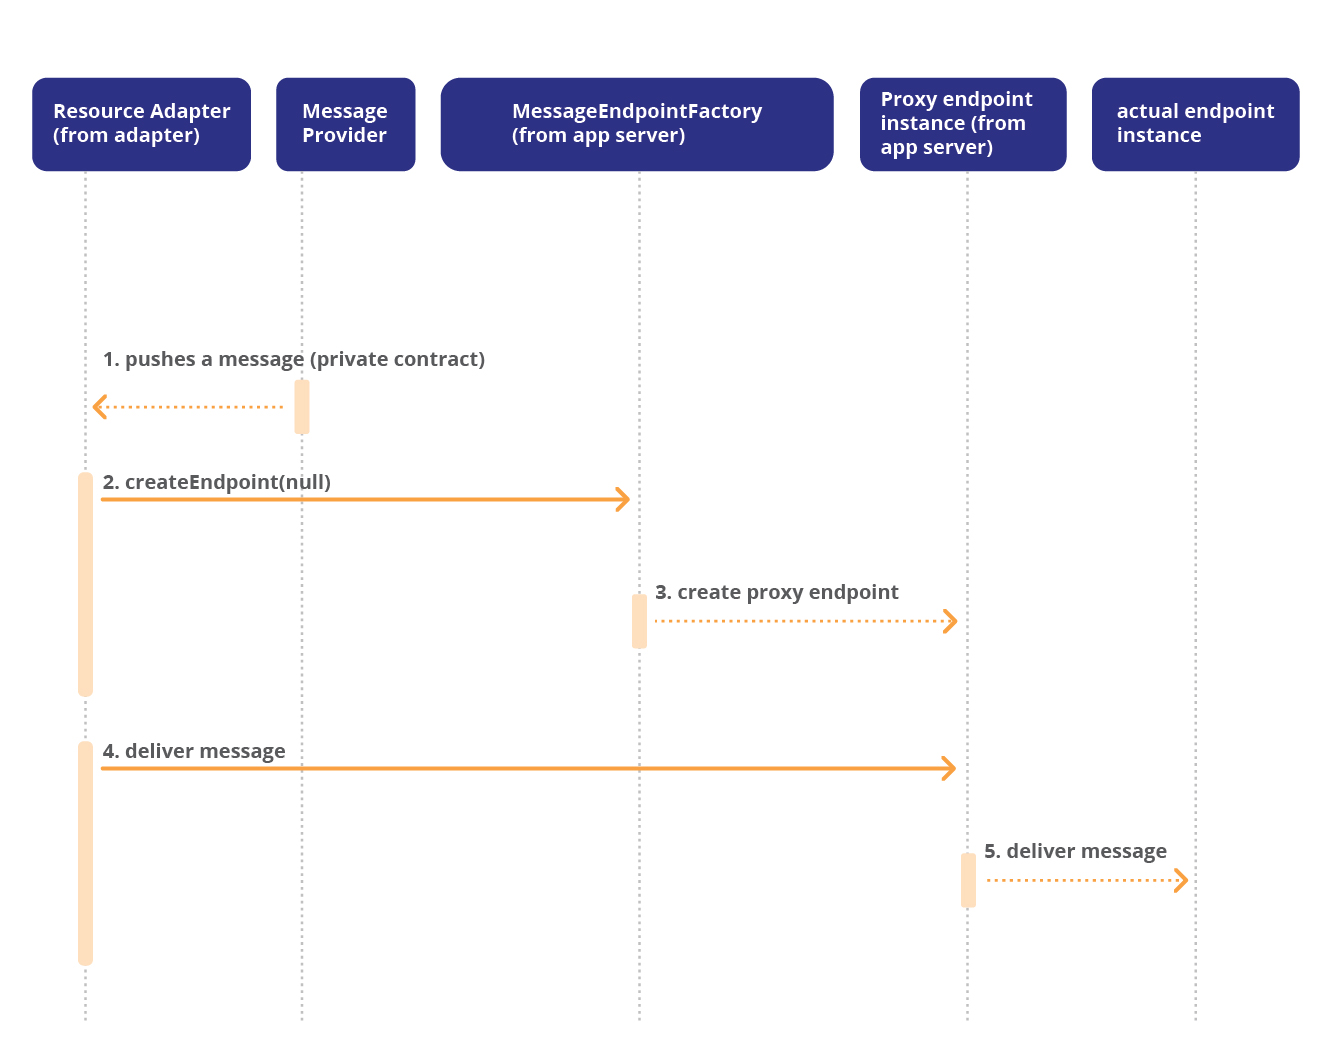 Resource Adapter
(from adapter)
Message
Provider
MessageEndpointFactory
(from app server)
Proxy endpoint
instance (from
app server)
actual endpoint
instance
1. pushes a message (private contract)
2. createEndpoint(null)
3. create proxy endpoint
4. deliver message
5. deliver message